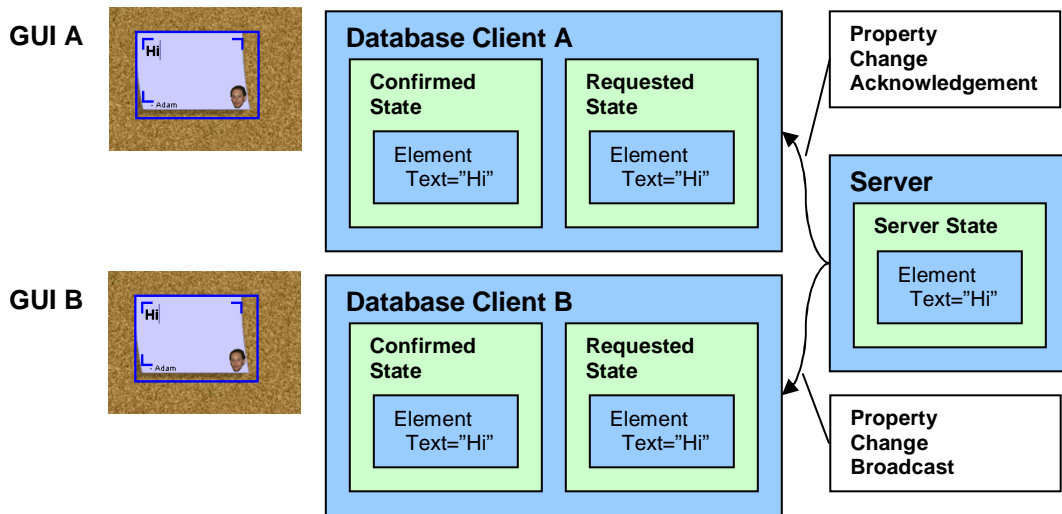 GUI A
Hi
- Adam
Database Client A
Confirmed
State
Element
Text=”Hi”
Requested
State
Element
Text=”Hi”
Property
Change
Acknowledgement
Server
Server State
Element
Text=”Hi”
GUI B
Hi
- Adam
Database Client B
Confirmed
State
Element
Text=”Hi”
Requested
State
Element
Text=”Hi”
Property
Change
Broadcast